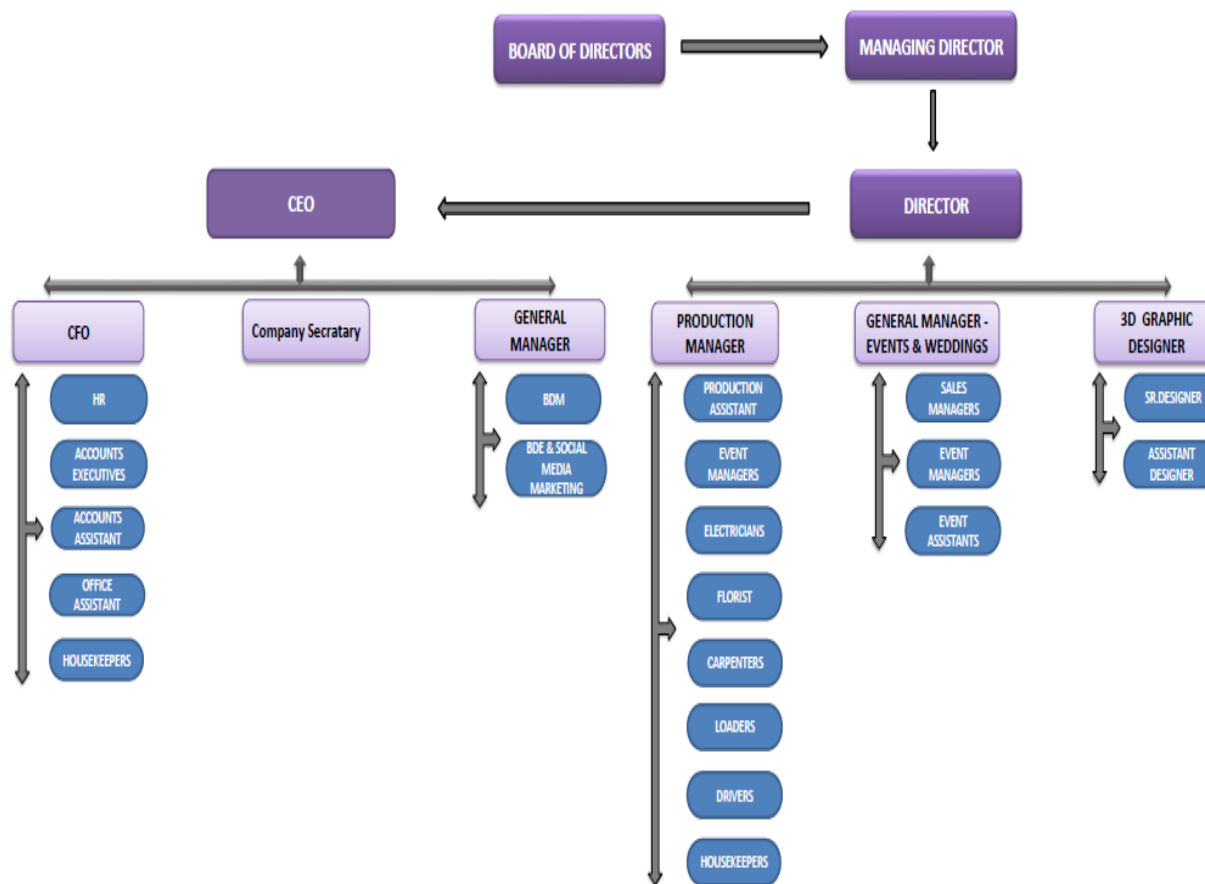 BOARD OF DIRECTORS
MANAGING DIRECTOR
CEO
DIRECTOR
CFO
Company Secratary
GENERAL
MANAGER
PRODUCTION
MANAGER
GENERAL MANAGER -
EVENTS & WEDDINGS
3D GRAPHIC
DESIGNER
HR
ACCOUNTS
EXECUTIVES
ACCOUNTS
ASSISTANT
OFFICE
ASSISTANT
HOUSEKEEPERS
BDM
BDE & SOCIAL
MEDIA
MARKETING
PRODUCTION
ASSISTANT
EVENT
MANAGERS
ELECTRICIANS
FLORIST
CARPENTERS
LOADERS
DRIVERS
HOUSEKEEPERS
SALES
MANAGERS
EVENT
MANAGERS
EVENT
ASSISTANTS
SR.DESIGNER
ASSISTANT
DESIGNER